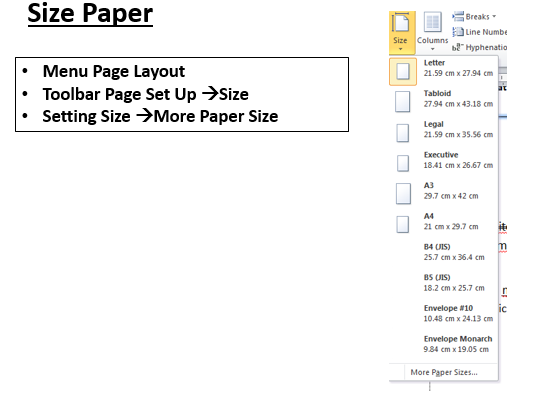 Size Paper
• Menu Page Layout
• Toolbar Page Set Up →Size
• Setting Size →More Paper Size
Breaks
Line Numbe
Hyphenatio
Size
Columns
Letter
21.59 cm x 27.94 cm
Tabloid
27.94 cm x 43.18 cm
Legal
21.59 cm x 35.56 cm
Executive
18.41 cm x 26.67 cm
A3
29.7 cm x 42 cm
A4
21 cm x 29.7 cm
B4 (JIS)
25.7 cm x 36.4 cm
B5 (JIS)
18.2 cm x 25.7 cm
Envelope #10
10.48 cm x 24.13 cm
Envelope Monarch
9.84 cm x 19.05 cm
More Paper Sizes...